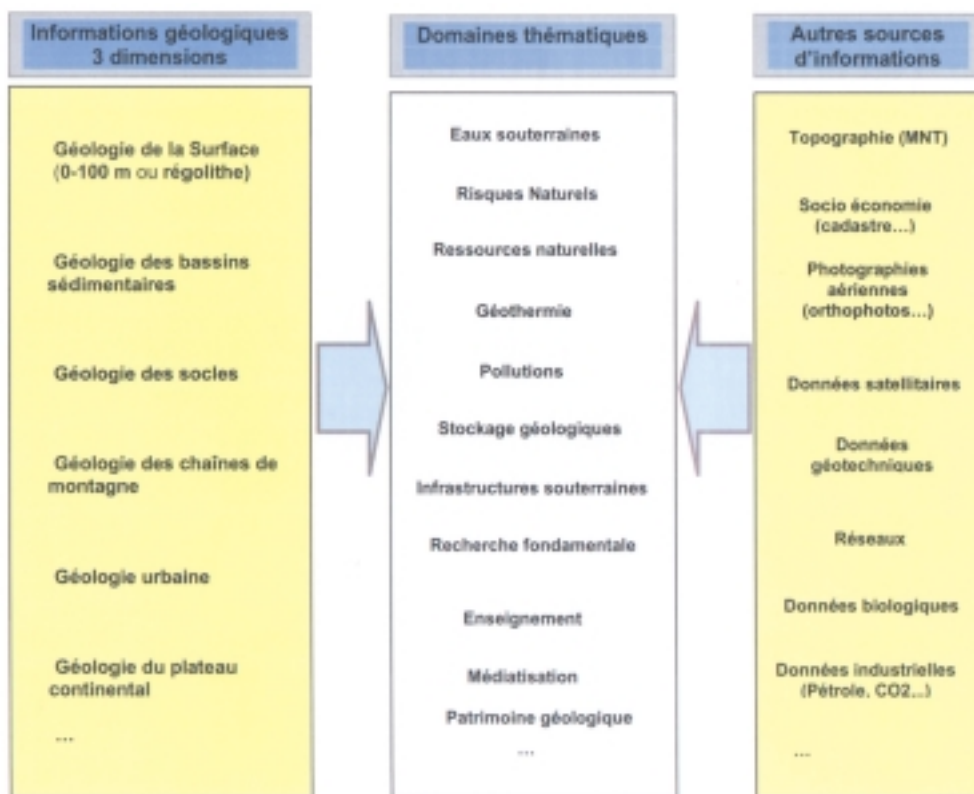 Informations géologiques
3 dimensions
Géologie de la Surface
(0-100 m ou régolithe)
Géologie des bassins
sédimentaires
Géologie des socles
Géologie des chaînes de
montagne
Géologie urbaine
Géologie du plateau
continental
...
Domaines thématiques
Eaux souterraines
Risques Naturels
Ressources naturelles
Géothermie
Pollutions
Stockage géologiques
Infrastructures souterraines
Recherche fondamentale
Enseignement
Médiatisation
Patrimoine géologique
...
Autres sources
d'informations
Topographie (MNT)
Socio économie
(cadastre...)
Photographies
aériennes
(orthophotos...)
Données satellitaires
Données
géotechniques
Réseaux
Données biologiques
Données industrielles
(Pétrole, CO2...)
...